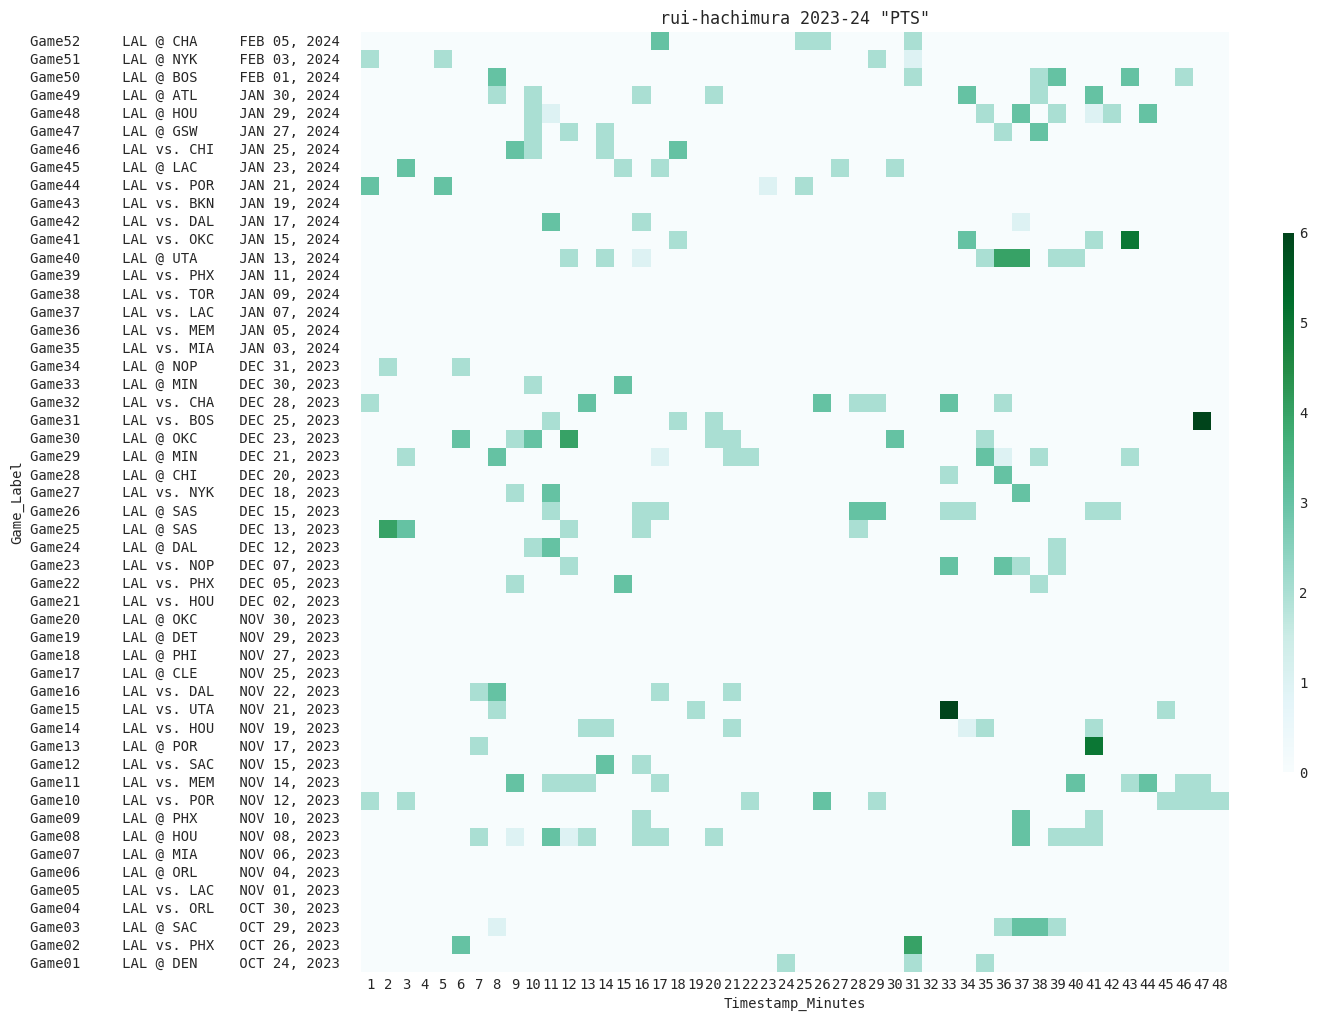 rui-hachimura 2023-24 "PTS"
Game52 LAL @ CHA FEB 05, 2024
Game51 LAL @ NYK FEB 03, 2024
Game50 LAL @ BOS FEB 01, 2024
Game49 LAL @ ATL JAN 30, 2024
Game48 LAL @ HOU JAN 29, 2024
Game47 LAL @ GSW JAN 27, 2024
Game46 LAL vs. CHI JAN 25, 2024
Game45 LAL @ LAC JAN 23, 2024
Game44 LAL vs. POR JAN 21, 2024
Game43 LAL vs. BKN JAN 19, 2024
Game42 LAL vs. DAL JAN 17, 2024
Game41 LAL vs. OKC JAN 15, 2024
Game40 LAL @ UTA JAN 13, 2024
Game39 LAL vs. PHX JAN 11, 2024
Game38 LAL vs. TOR JAN 09, 2024
Game37 LAL vs. LAC JAN 07, 2024
Game36 LAL vs. MEM JAN 05, 2024
Game35 LAL vs. MIA JAN 03, 2024
Game34 LAL @ NOP DEC 31, 2023
Game33 LAL @ MIN DEC 30, 2023
Game32 LAL vs. CHA DEC 28, 2023
Game31 LAL vs. BOS DEC 25, 2023
Game30 LAL @ OKC DEC 23, 2023
Game29 LAL @ MIN DEC 21, 2023
Game28 LAL @ CHI DEC 20, 2023
Game27 LAL vs. NYK DEC 18, 2023
Game26 LAL @ SAS DEC 15, 2023
Game25 LAL @ SAS DEC 13, 2023
Game24 LAL @ DAL DEC 12, 2023
Game23 LAL vs. NOP DEC 07, 2023
Game22 LAL vs. PHX DEC 05, 2023
Game21 LAL vs. HOU DEC 02, 2023
Game20 LAL @ OKC NOV 30, 2023
Game19 LAL @ DET NOV 29, 2023
Game18 LAL @ PHI NOV 27, 2023
Game17 LAL @ CLE NOV 25, 2023
Game16 LAL vs. DAL NOV 22, 2023
Game15 LAL vs. UTA NOV 21, 2023
Game14 LAL vs. HOU NOV 19, 2023
Game13 LAL @ POR NOV 17, 2023
Game12 LAL vs. SAC NOV 15, 2023
Game11 LAL vs. MEM NOV 14, 2023
Game10 LAL vs. POR NOV 12, 2023
Game09 LAL @ PHX NOV 10, 2023
Game08 LAL @ HOU NOV 08, 2023
Game07 LAL @ MIA NOV 06, 2023
Game06 LAL @ ORL NOV 04, 2023
Game05 LAL vs. LAC NOV 01, 2023
Game04 LAL vs. ORL OCT 30, 2023
Game03 LAL @ SAC OCT 29, 2023
Game02 LAL vs. PHX OCT 26, 2023
Game01 LAL @ DEN OCT 24, 2023
Game_Label
1 2 3 4 5 6 7 8 9 10 11 12 13 14 15 16 17 18 19 20 21 22 23 24 25 26 27 28 29 30 31 32 33 34 35 36 37 38 39 40 41 42 43 44 45 46 47 48
Timestamp_Minutes
6
5
4
3
2
1
0